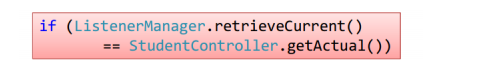 if (ListenerManager.retrieveCurrent()
== StudentController.getActual())